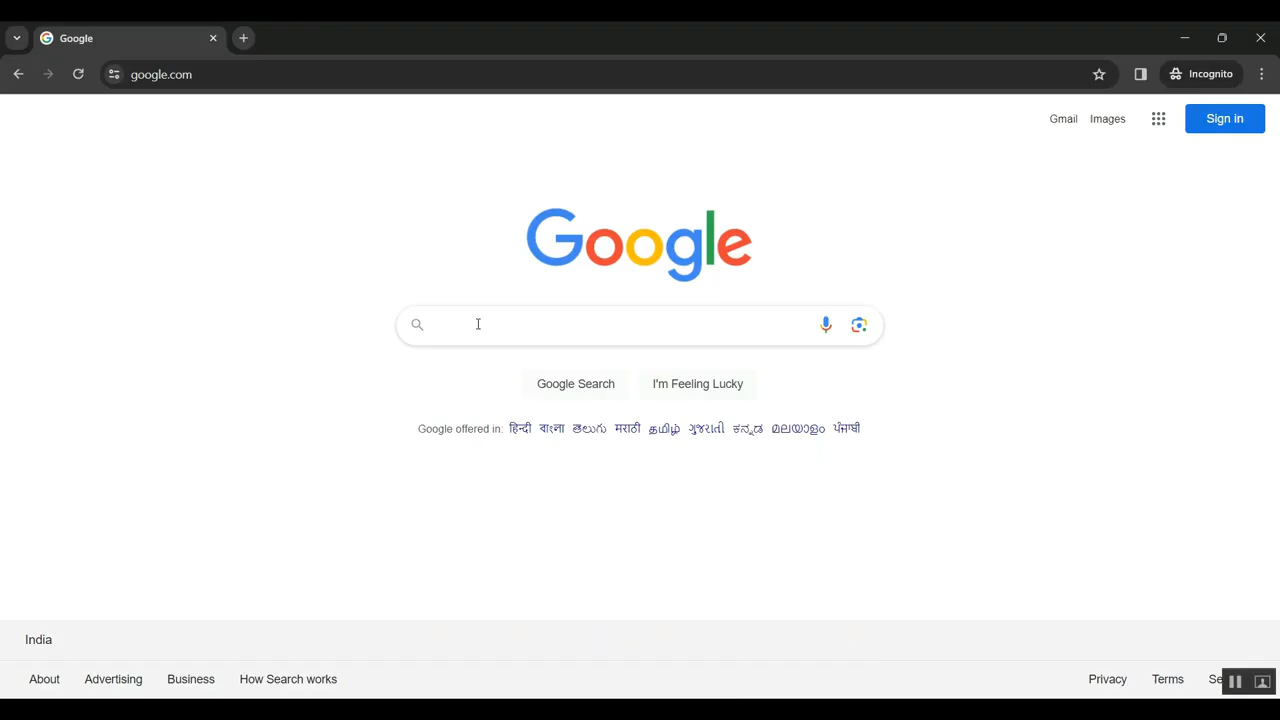 Google
google.com
Incognito
Gmail Images Sign in
Google
Google Search I'm Feeling Lucky
Google offered in: हिन्दी বাংলা తెలుగు मराठी தமிழ் ગુજરાતી ಕನ್ನಡ മലയാളം ਪੰਜਾਬੀ
India
About Advertising Business How Search works Privacy Terms